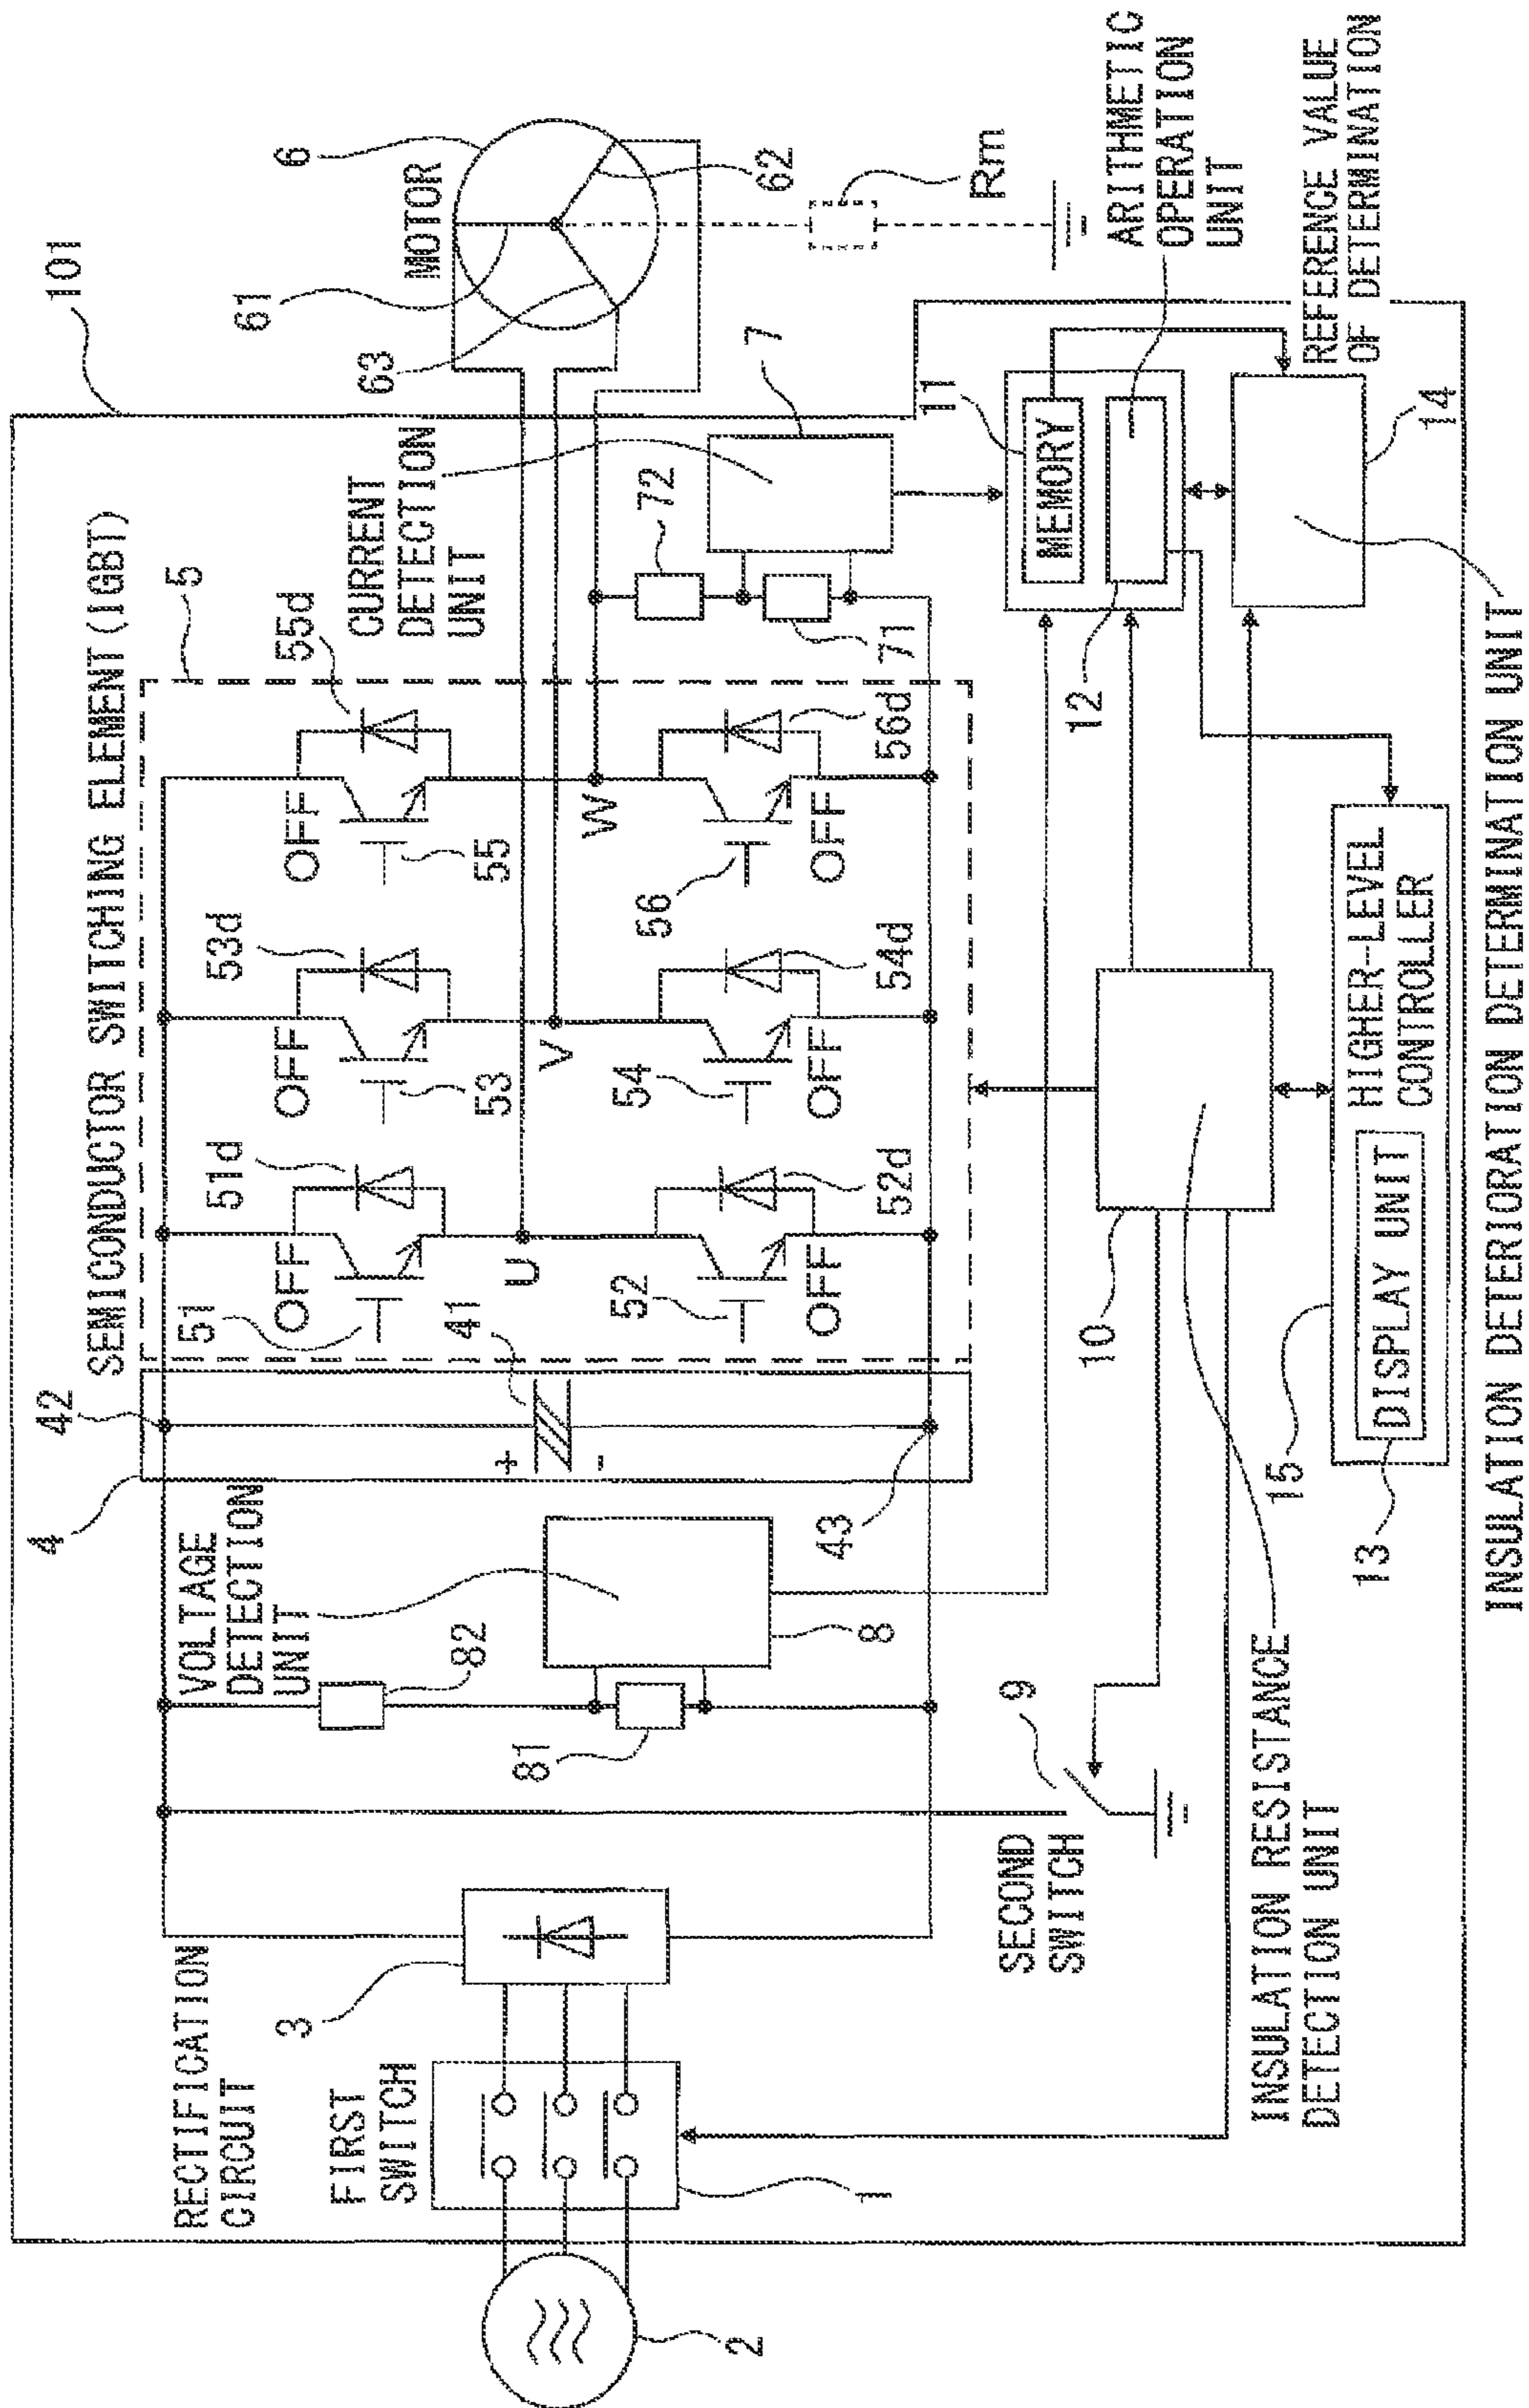 101
SEMICONDUCTOR SWITCHING ELEMENT(IGBT)
5
42
4
RECTIFICATION
CIRCUIT
3
FIRST
SWITCH
1
2
VOLTAGE
DETECTION
UNIT
82
81
8
43
41
+
-
51
OFF
51d
53
OFF
53d
55
OFF
55d
U
V
W
52
OFF
52d
54
OFF
54d
56
OFF
56d
CURRENT
DETECTION
UNIT
72
71
7
MOTOR
6
61
62
63
Rm
SECOND
SWITCH
9
10
11
MEMORY
12
ARITHMETIC
OPERATION
UNIT
REFERENCE VALUE
OF DETERMINATION
14
INSULATION RESISTANCE
DETECTION UNIT
15
HIGHER-LEVEL
CONTROLLER
DISPLAY UNIT
13
INSULATION DETERIORATION DETERMINATION UNIT